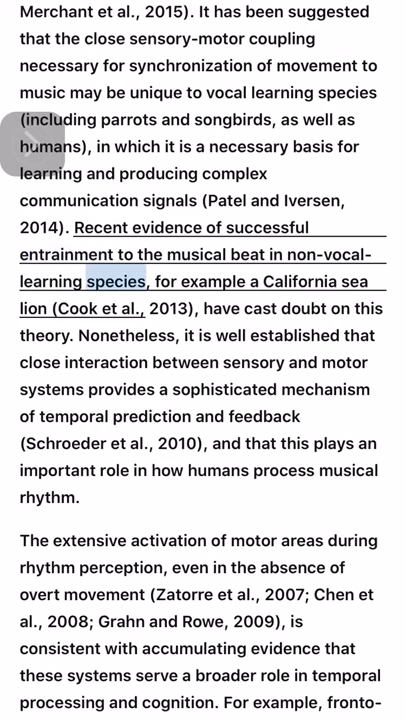 Merchant et al., 2015). It has been suggested
that the close sensory-motor coupling
necessary for synchronization of movement to
music may be unique to vocal learning species
(including parrots and songbirds, as well as
humans), in which it is a necessary basis for
learning and producing complex
communication signals (Patel and Iversen,
2014). Recent evidence of successful
entrainment to the musical beat in non-vocal-
learning species, for example a California sea
lion (Cook et al., 2013), have cast doubt on this
theory. Nonetheless, it is well established that
close interaction between sensory and motor
systems provides a sophisticated mechanism
of temporal prediction and feedback
(Schroeder et al., 2010), and that this plays an
important role in how humans process musical
rhythm.
The extensive activation of motor areas during
rhythm perception, even in the absence of
overt movement (Zatorre et al., 2007; Chen et
al., 2008; Grahn and Rowe, 2009), is
consistent with accumulating evidence that
these systems serve a broader role in temporal
processing and cognition. For example, fronto-